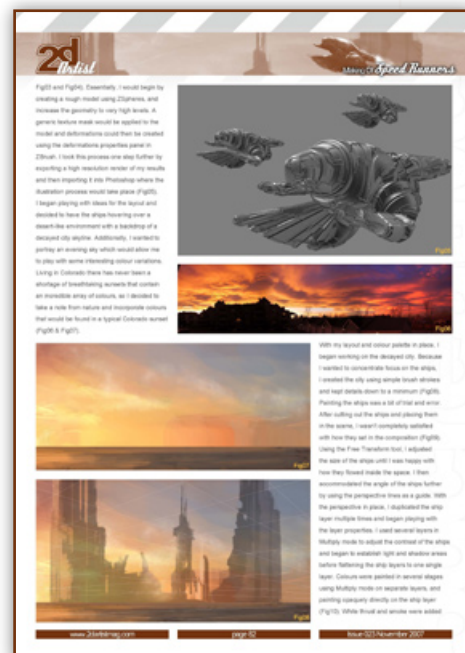 2d
Artist
Making Of Speed Runners
Fig03 and Fig04). Essentially, I would begin by
creating a rough model using ZSpheres, and
increase the geometry to very high levels. A
generic texture mask would be applied to the
model and deformations could then be created
using the deformations properties panel in
ZBrush. I took this process one step further by
exporting a high resolution render of my results
and then importing it into Photoshop where the
illustration process would take place (Fig05).
I began playing with ideas for the layout and
decided to have the ships hovering over a
desert-like environment with a backdrop of a
decayed city skyline. Additionally, I wanted to
portray an evening sky which would allow me
to play with some interesting colour variations.
Living in Colorado there has never been a
shortage of breathtaking sunsets that contain
an incredible array of colours, so I decided to
take a note from nature and incorporate colours
that would be found in a typical Colorado sunset
(Fig06 & Fig07).
Fig05
Fig06
Fig07
Fig08
With my layout and colour palette in place, I
began working on the decayed city. Because
I wanted to concentrate focus on the ships,
I created the city using simple brush strokes
and kept details down to a minimum (Fig08).
Painting the ships was a bit of trial and error.
After cutting out the ships and placing them
in the scene, I wasn't completely satisfied
with how they sat in the composition (Fig09).
Using the Free Transform tool, I adjusted
the size of the ships until I was happy with
how they flowed inside the space. I then
accommodated the angle of the ships further
by using the perspective lines as a guide. With
the perspective in place, I duplicated the ship
layer multiple times and began playing with
the layer properties. I used several layers in
Multiply mode to adjust the contrast of the ships
and began to establish light and shadow areas
before flattening the ship layers to one single
layer. Colours were painted in several stages
using Multiply mode on separate layers, and
painting opaquely directly on the ship layer
(Fig10). While thrust and smoke were added
www.2dartistmag.com
page 82
Issue 023 November 2007